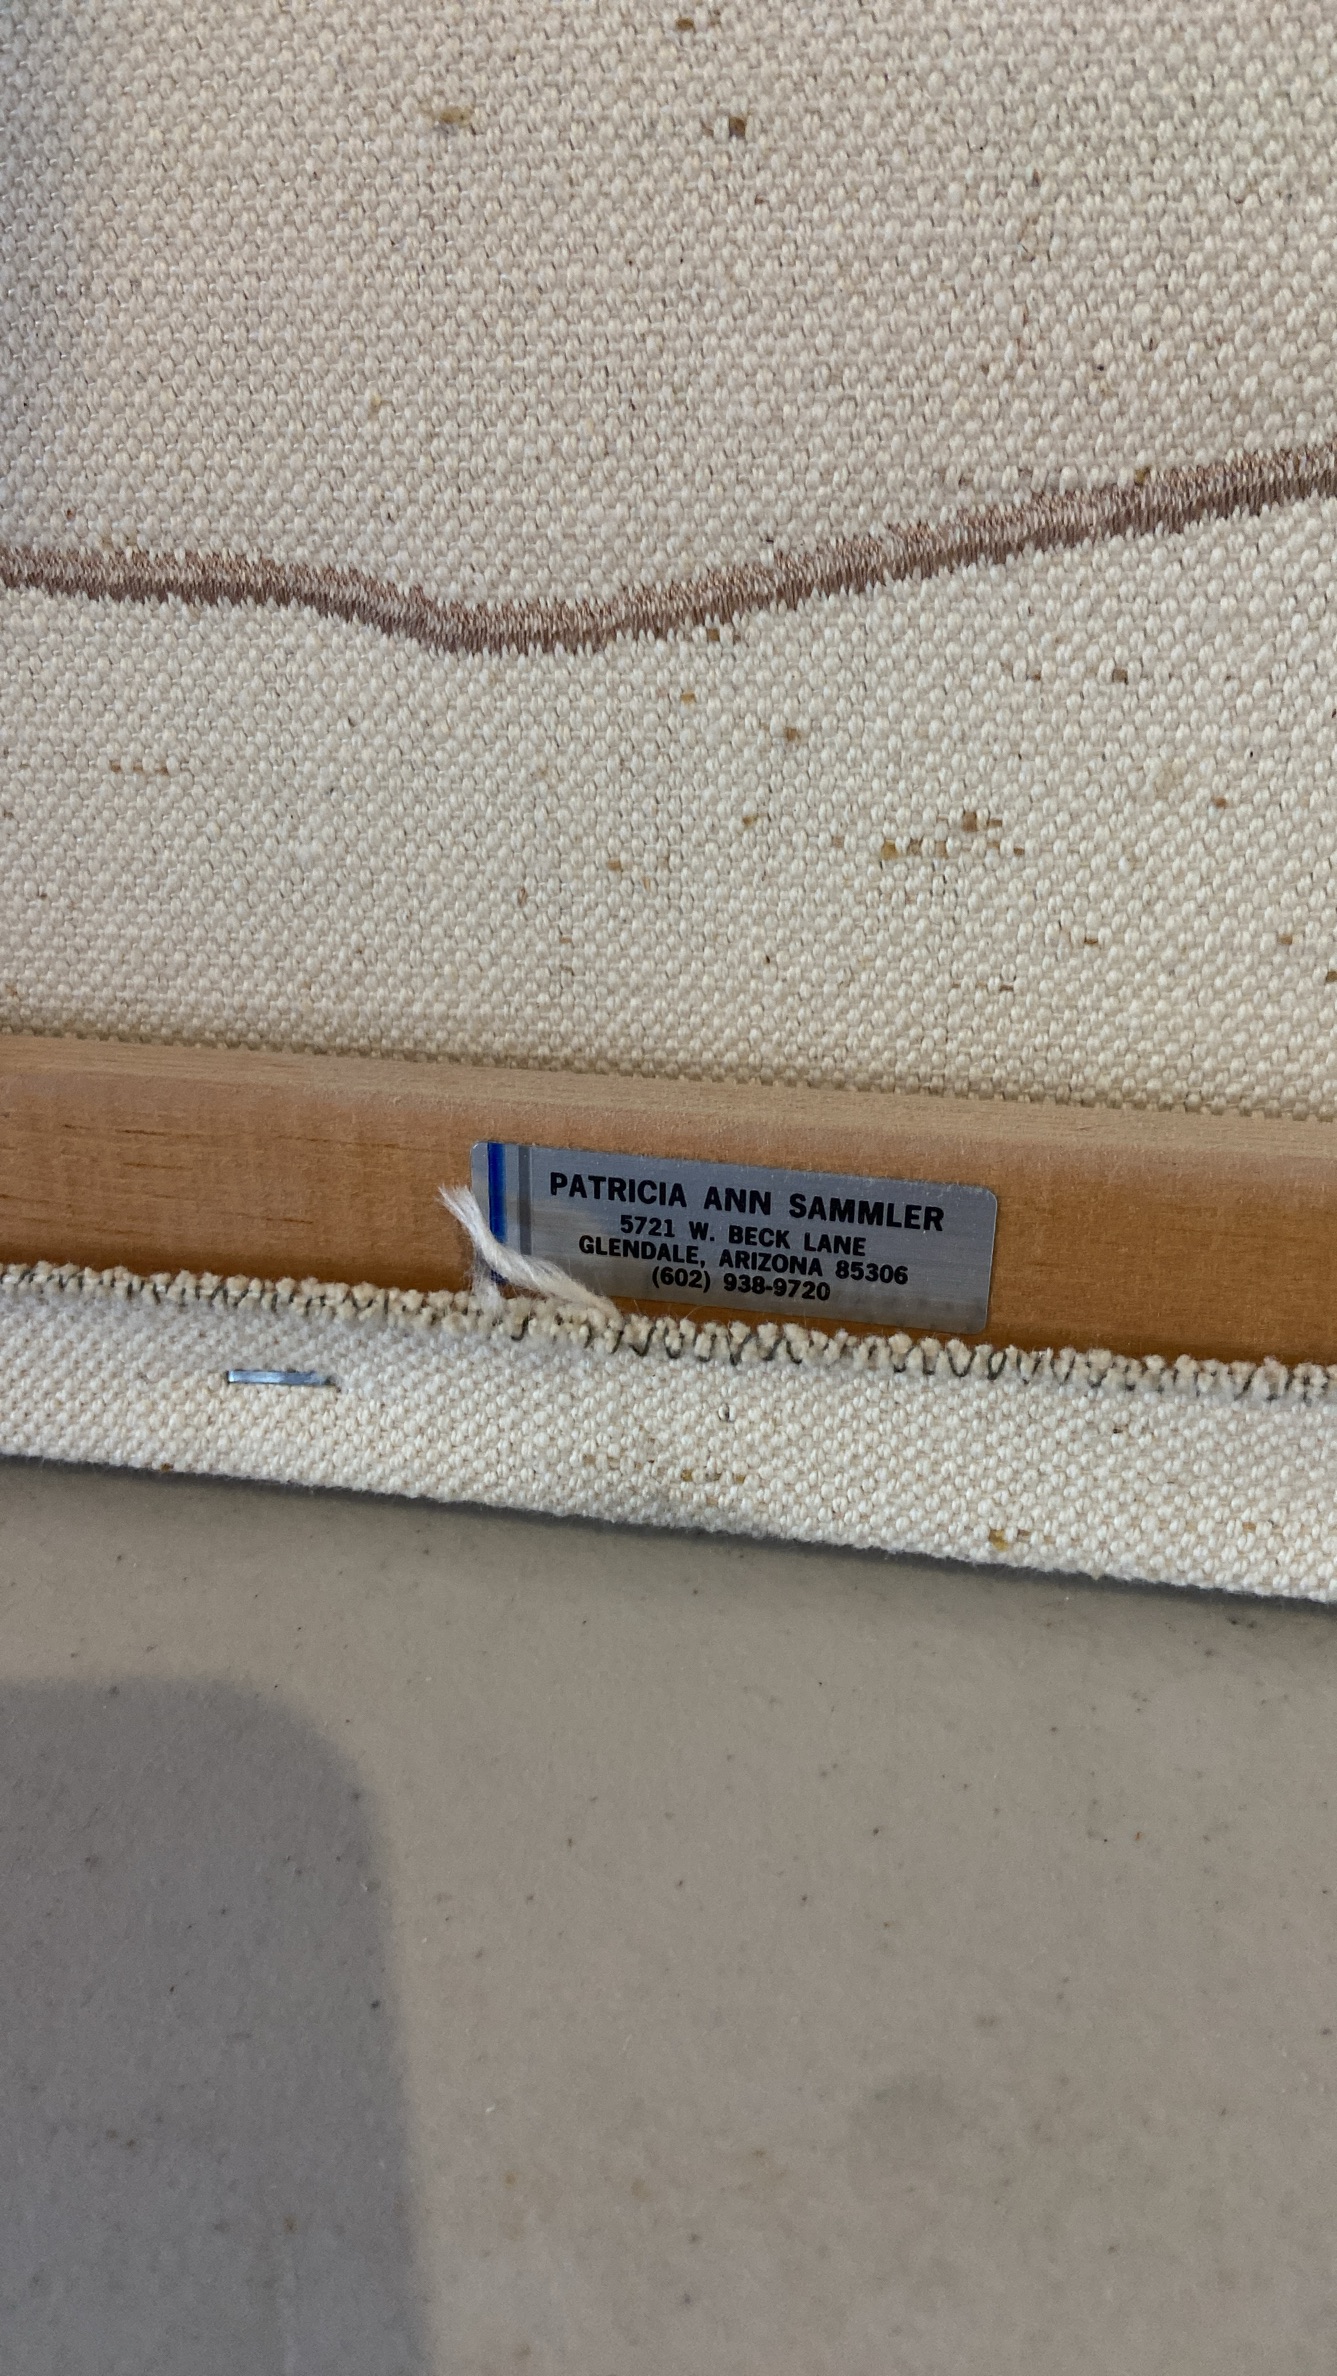 PATRICIA ANN SAMMLER
5721 W. BECK LANE
GLENDALE, ARIZONA 85306
(602) 938-9720